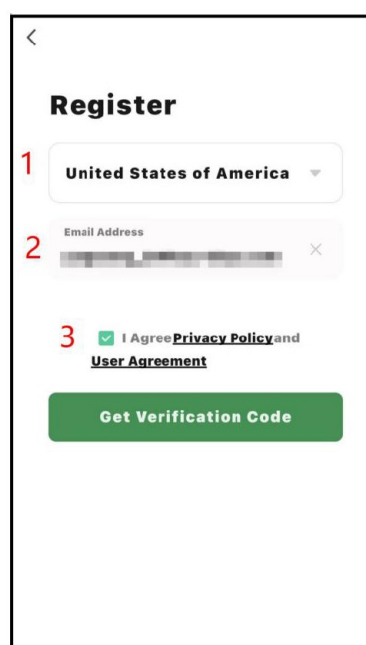 Register
1
United States of America
Email Address
2
3
I Agree Privacy Policy and
User Agreement
Get Verification Code